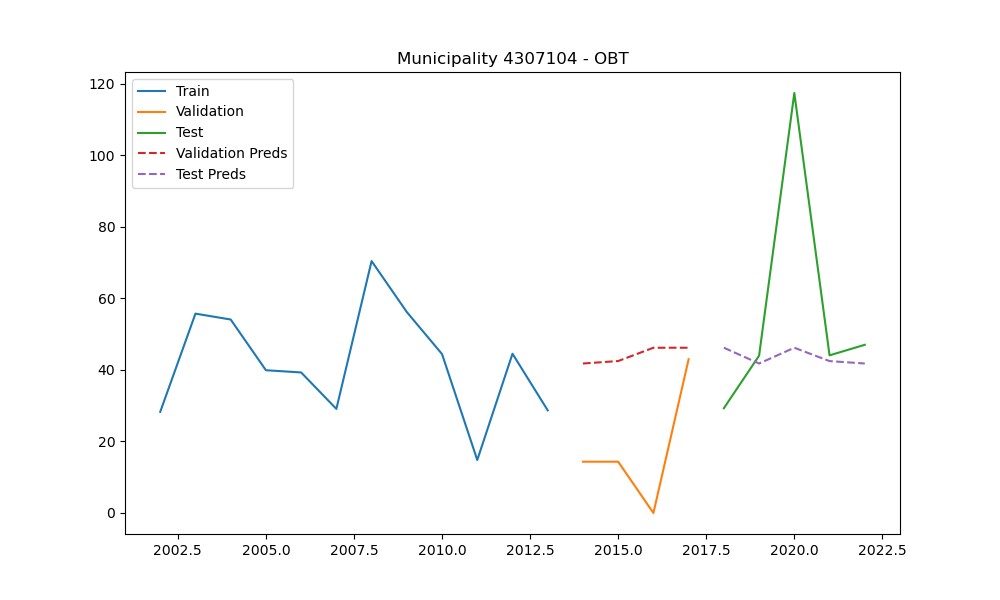 Municipality 4307104 - OBT
Train
Validation
Test
Validation Preds
Test Preds
120
100
80
60
40
20
0
2002.5 2005.0 2007.5 2010.0 2012.5 2015.0 2017.5 2020.0 2022.5